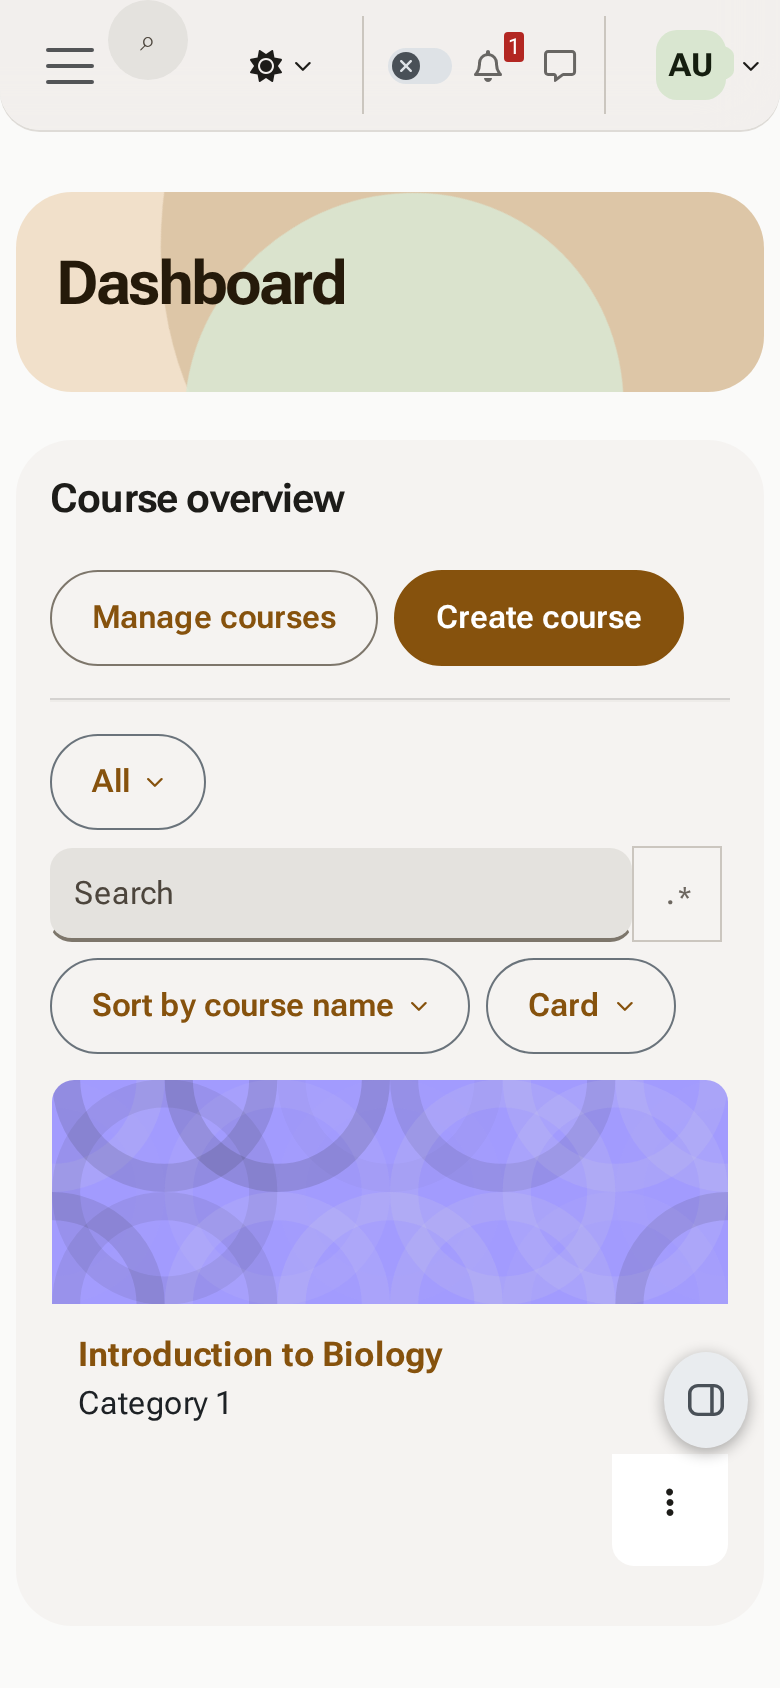 1
AU
Dashboard
Course overview
Manage courses
Create course
All
Search
.*
Sort by course name
Card
Introduction to Biology
Category 1